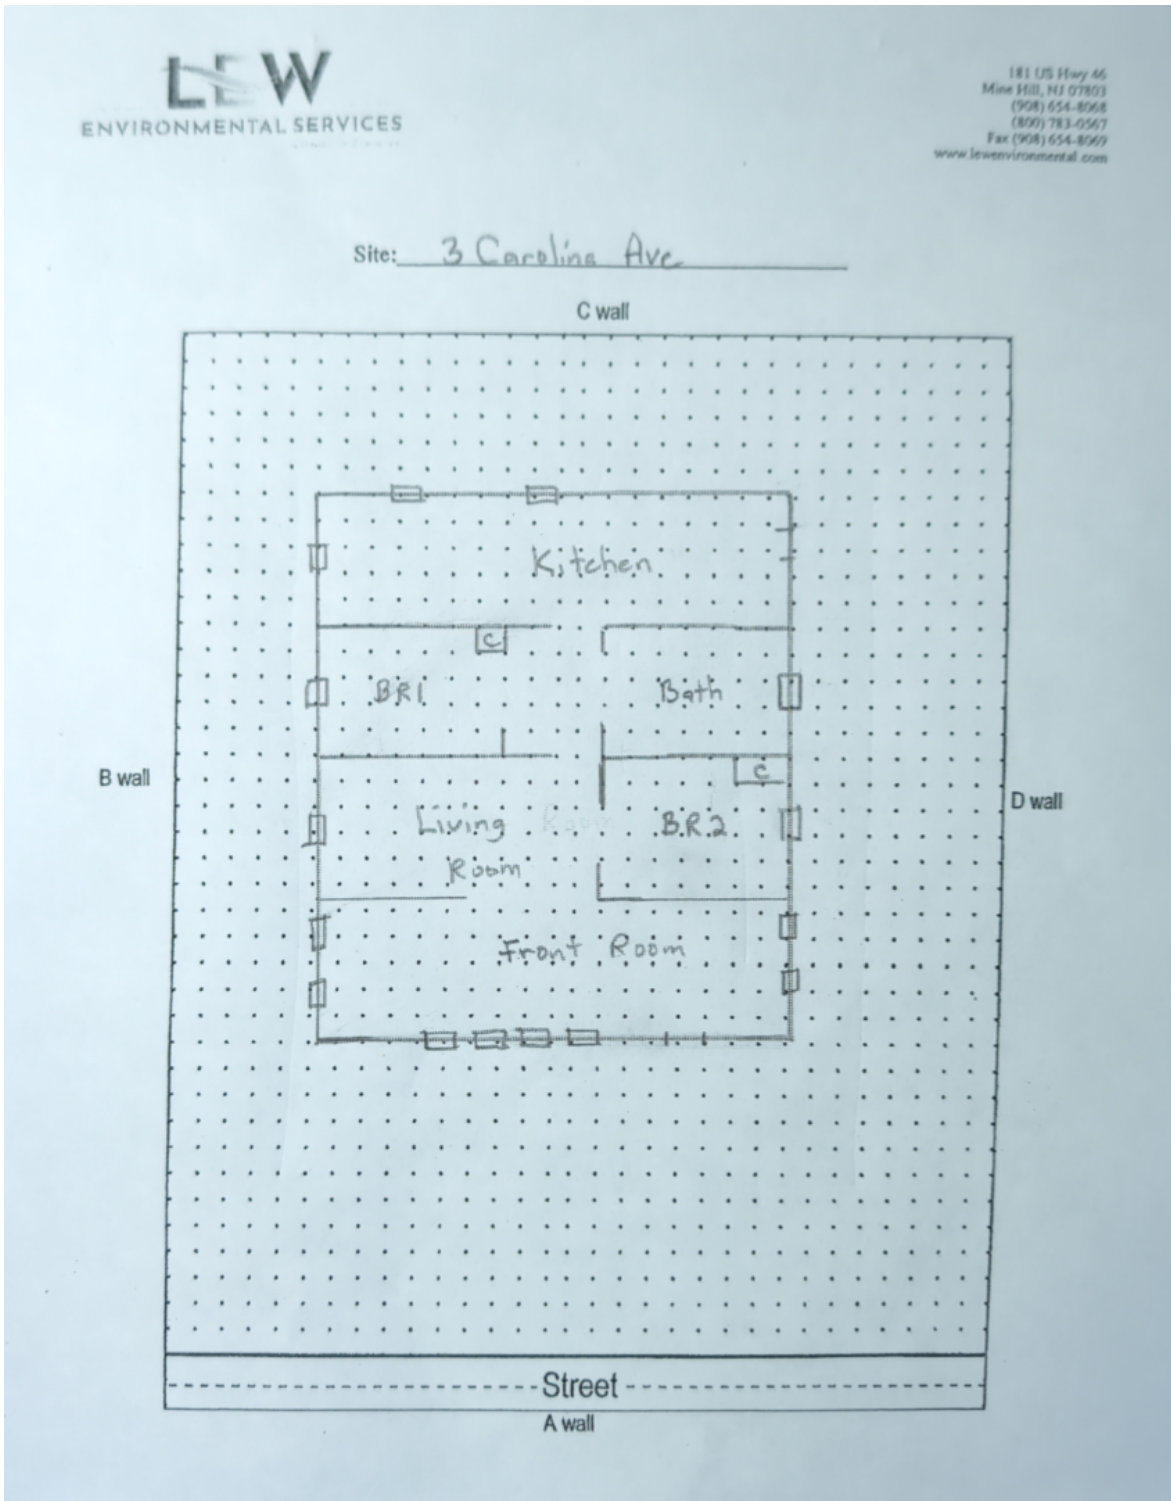 LEW
ENVIRONMENTAL SERVICES
181 US Hwy 46
Mine Hill, NJ 07803
(908) 654-8068
(800) 783-0567
Fax (908) 654-8069
www.lewenvironmental.com
Site: 3 Carolina Ave
C wall
Kitchen
C
BR1
Bath
B wall
C
D wall
Living Room
B.R.2
Room
Front Room
Street
A wall